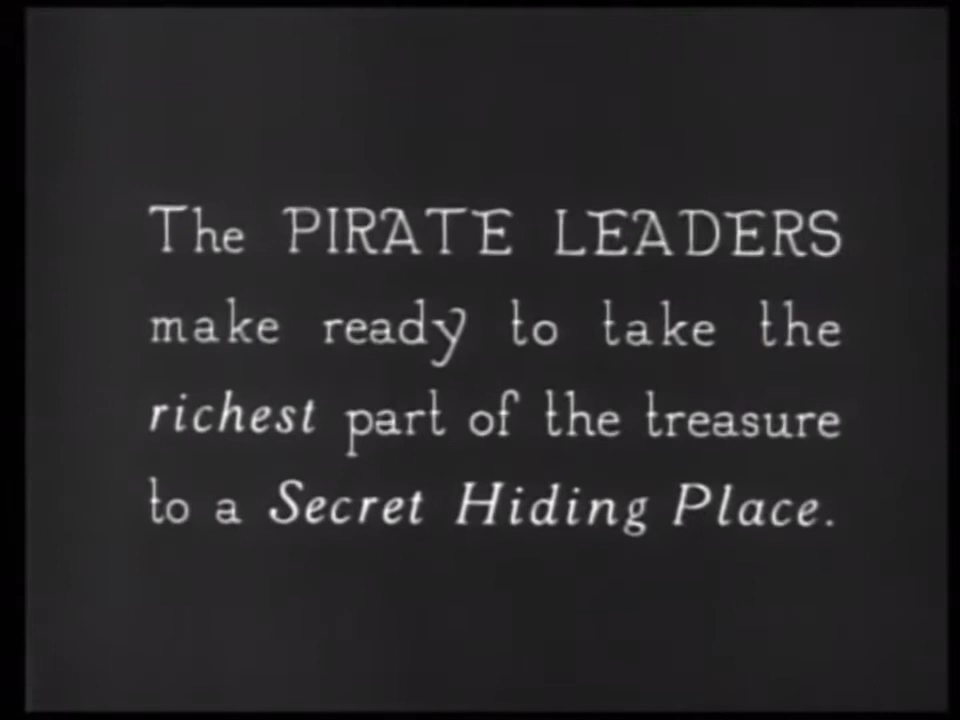 The PIRATE LEADERS
make ready to take the
richest part of the treasure
to a Secret Hiding Place.